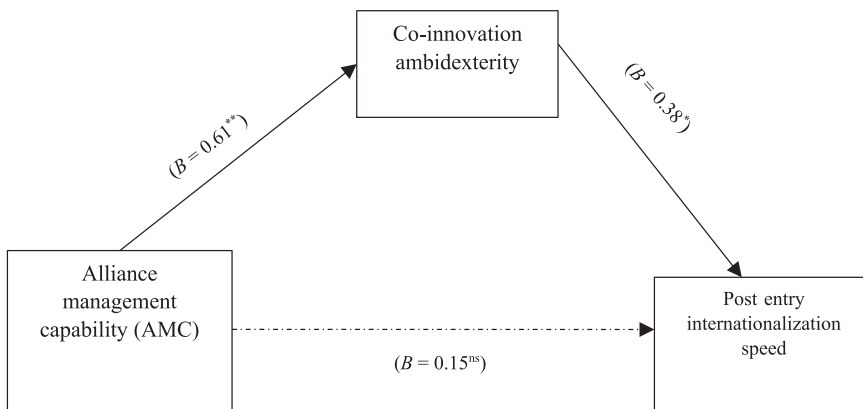 Co-innovation
ambidexterity
(B = 0.61**)
(B = 0.38*)
Alliance
management
capability (AMC)
Post entry
internationalization
speed
(B = 0.15ns)